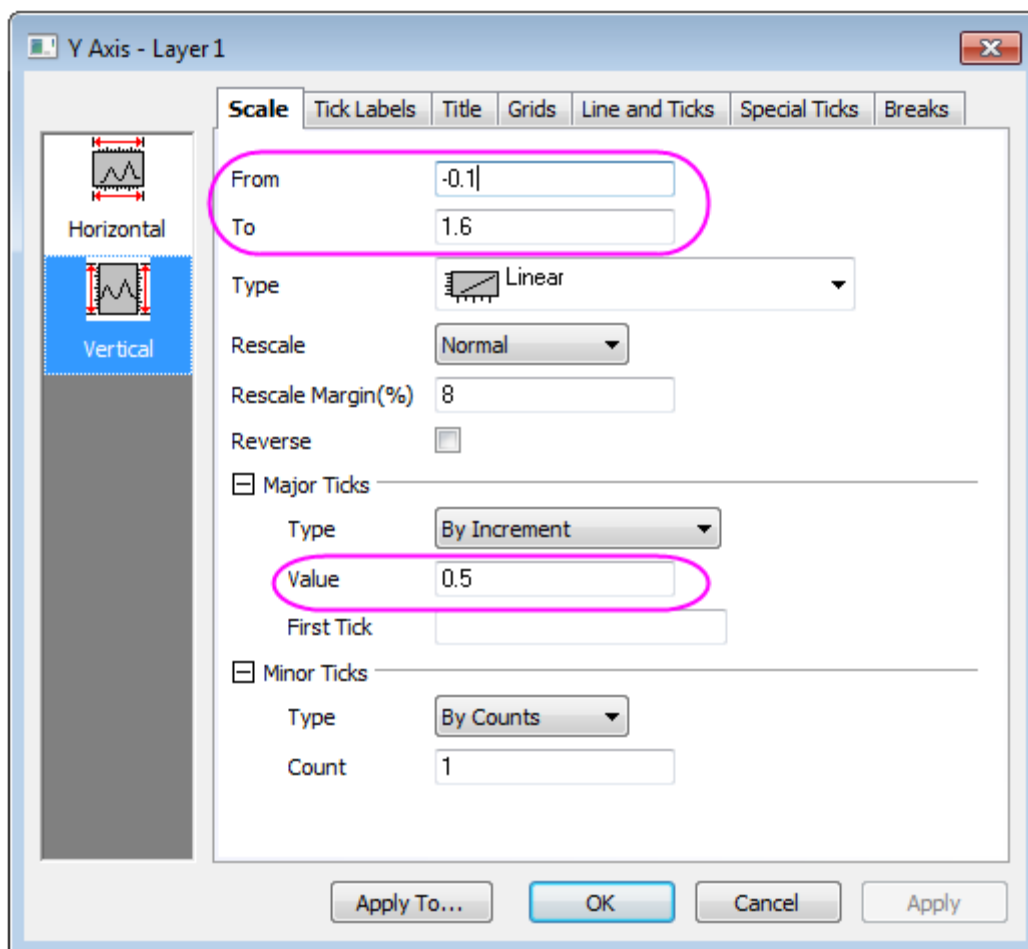 Y Axis - Layer 1
Scale Tick Labels Title Grids Line and Ticks Special Ticks Breaks
Horizontal
Vertical
From -0.1
To 1.6
Type Linear
Rescale Normal
Rescale Margin(%) 8
Reverse
Major Ticks
Type By Increment
Value 0.5
First Tick
Minor Ticks
Type By Counts
Count 1
Apply To... OK Cancel Apply